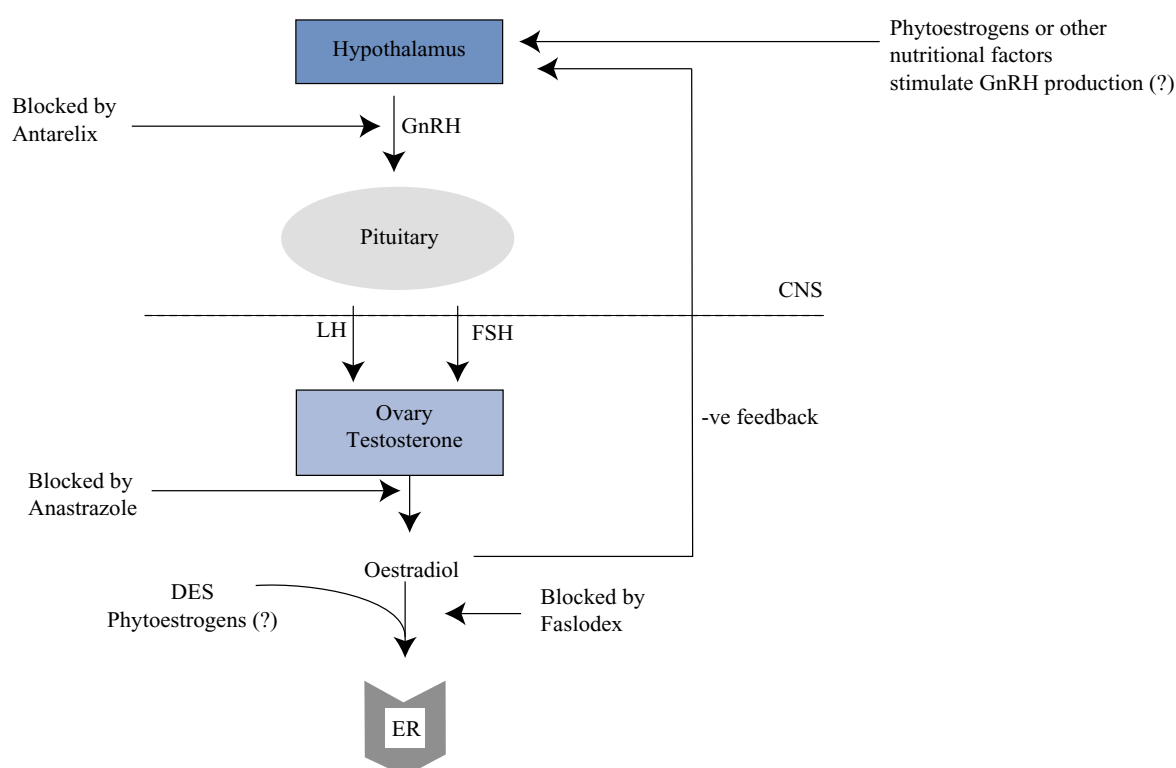 Hypothalamus
Phytoestrogens or other
nutritional factors
stimulate GnRH production (?)
Blocked by
Antarelix
GnRH
Pituitary
CNS
LH
FSH
Ovary
Testosterone
-ve feedback
Blocked by
Anastrazole
Oestradiol
DES
Phytoestrogens (?)
Blocked by
Faslodex
ER